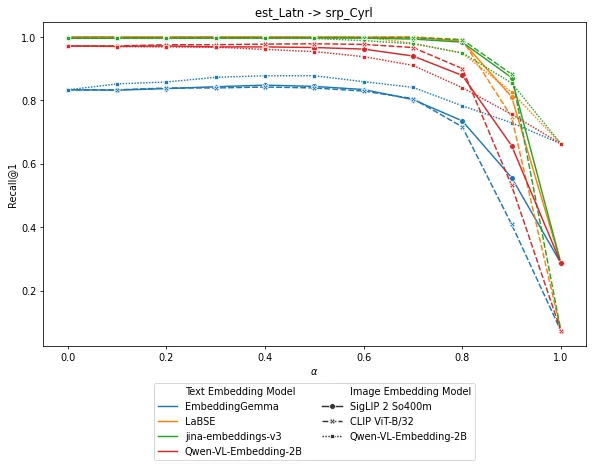 est_Latn -> srp_Cyrl
Recall@1
1.0
0.8
0.6
0.4
0.2
0.0 0.2 0.4 0.6 0.8 1.0
α
Text Embedding Model Image Embedding Model
EmbeddingGemma SigLIP 2 So400m
LaBSE CLIP ViT-B/32
jina-embeddings-v3 Qwen-VL-Embedding-2B
Qwen-VL-Embedding-2B